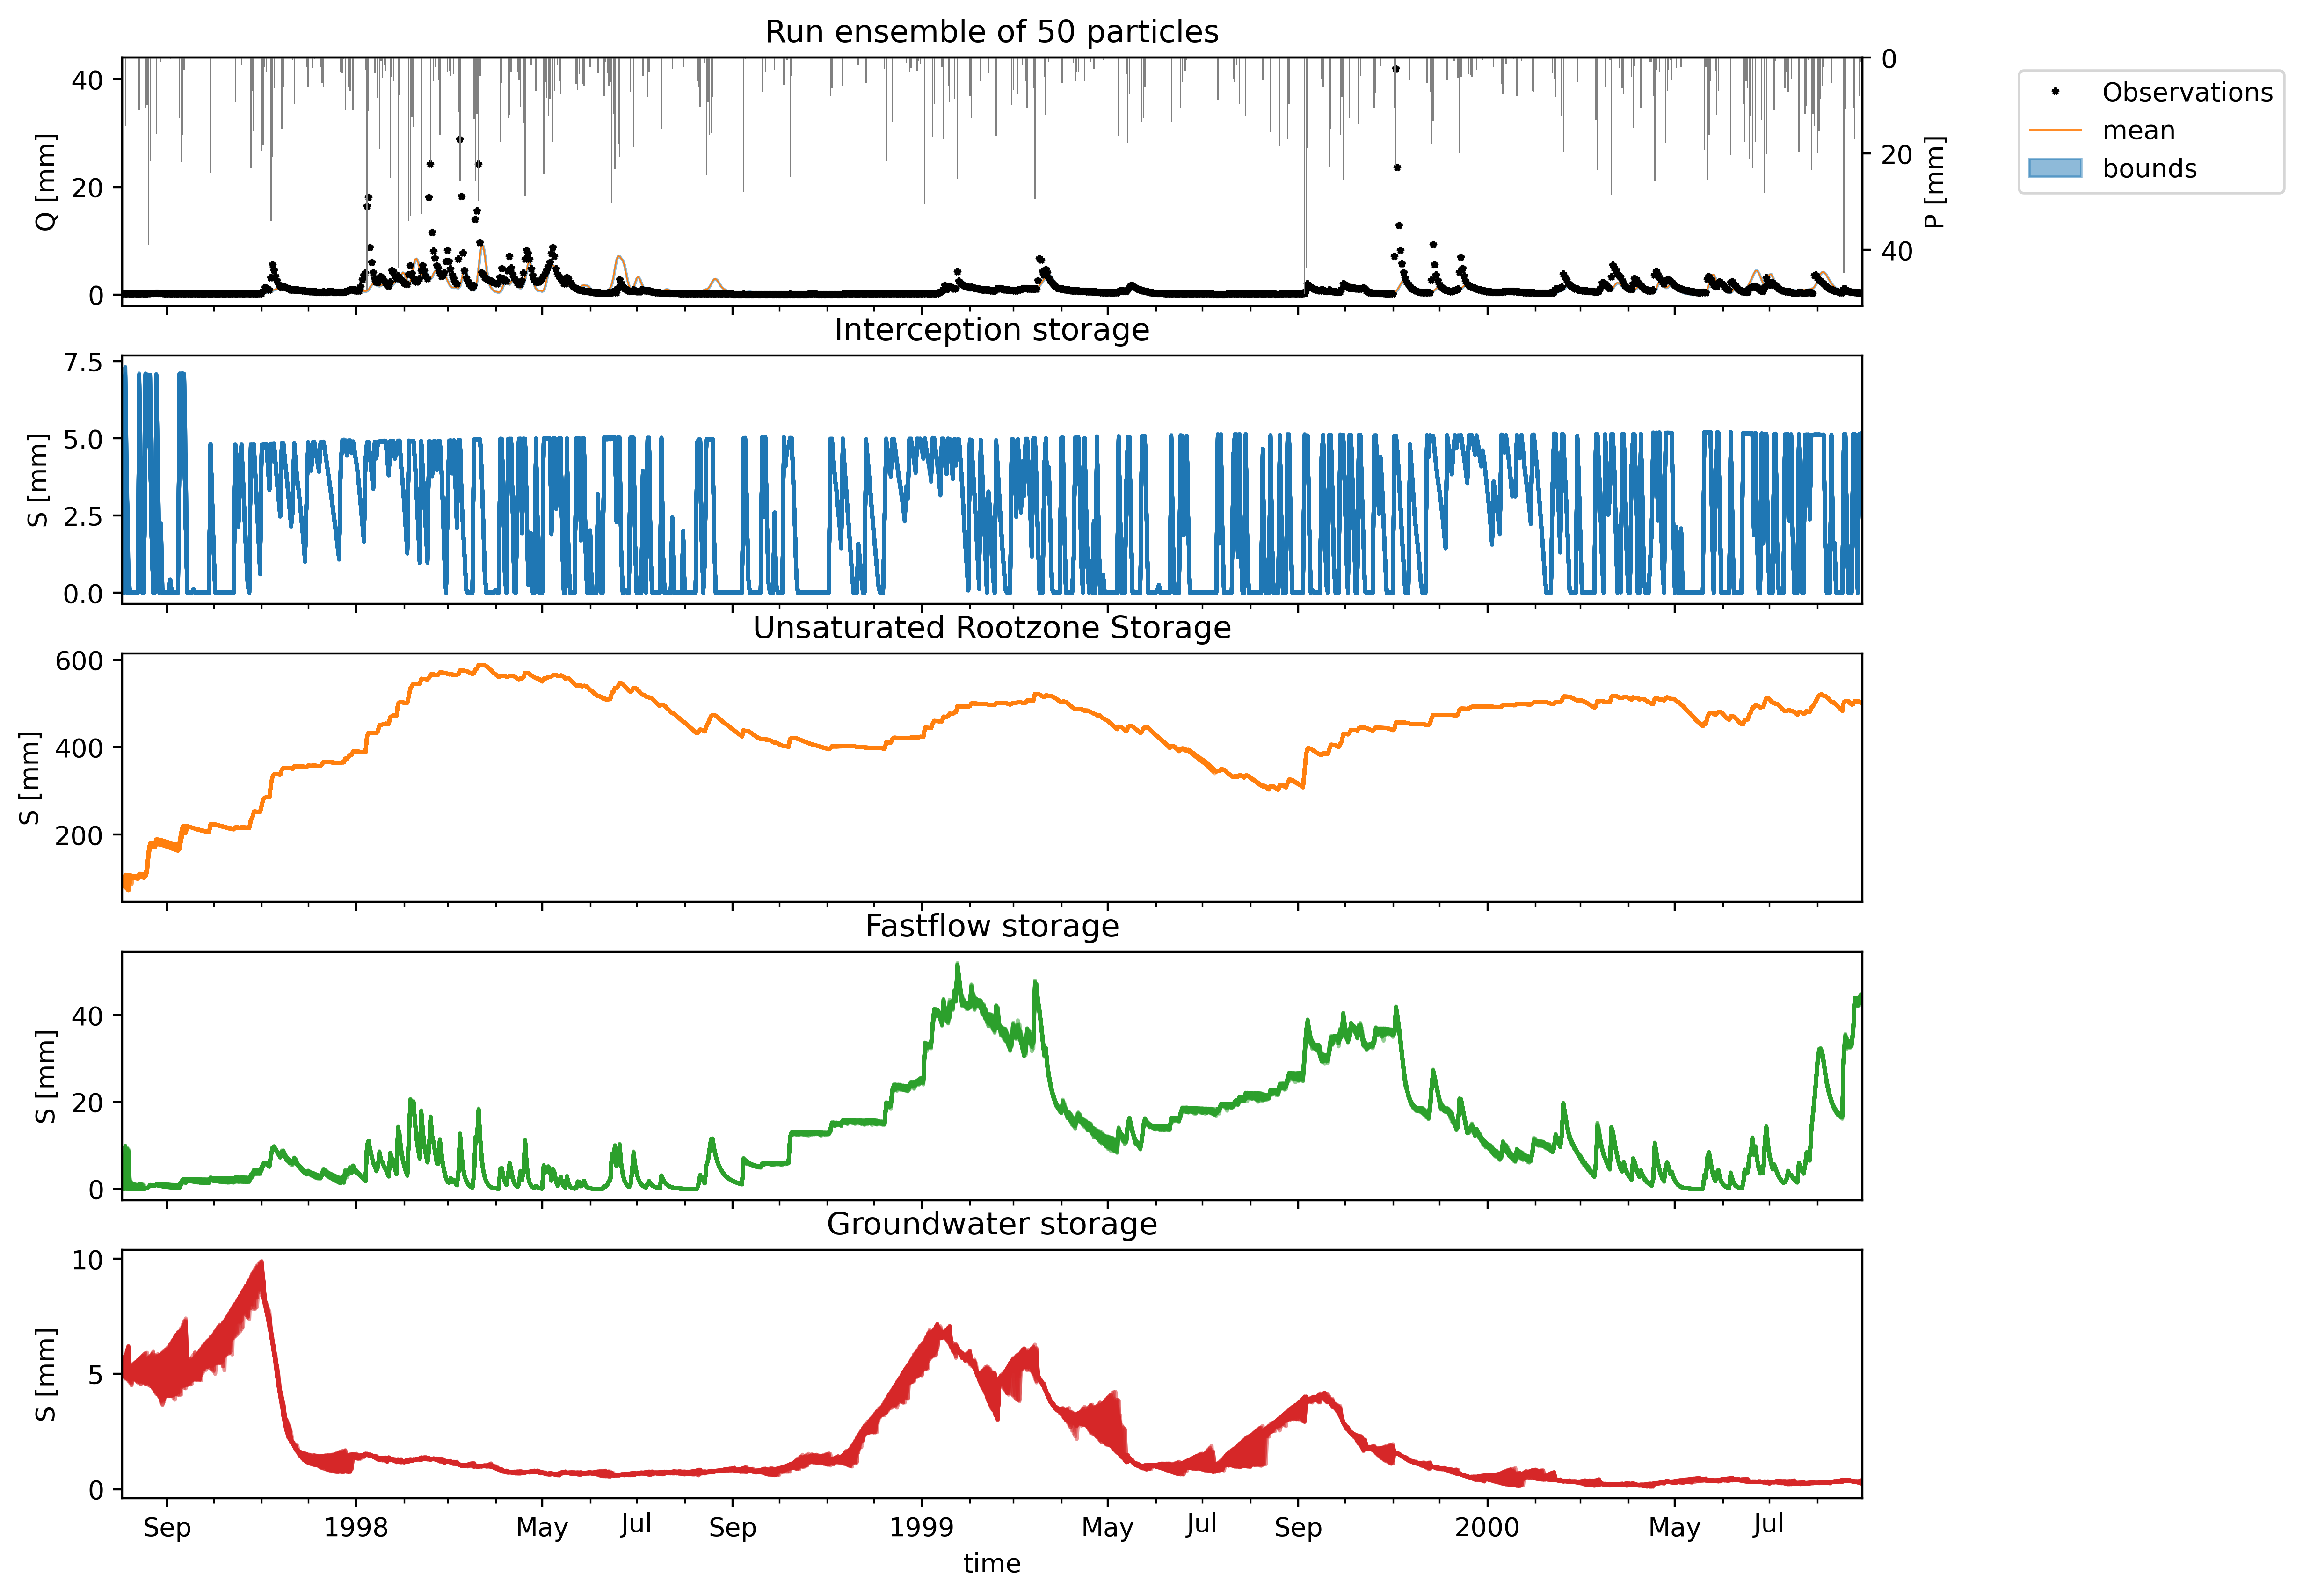 Run ensemble of 50 particles
40
20
0
Q [mm]
0
20
40
P [mm]
Observations
mean
bounds
Interception storage
7.5
5.0
2.5
0.0
S [mm]
Unsaturated Rootzone Storage
600
400
200
S [mm]
Fastflow storage
40
20
0
S [mm]
Groundwater storage
10
5
0
S [mm]
Sep 1998 May Jul Sep 1999 May Jul Sep 2000 May Jul
time